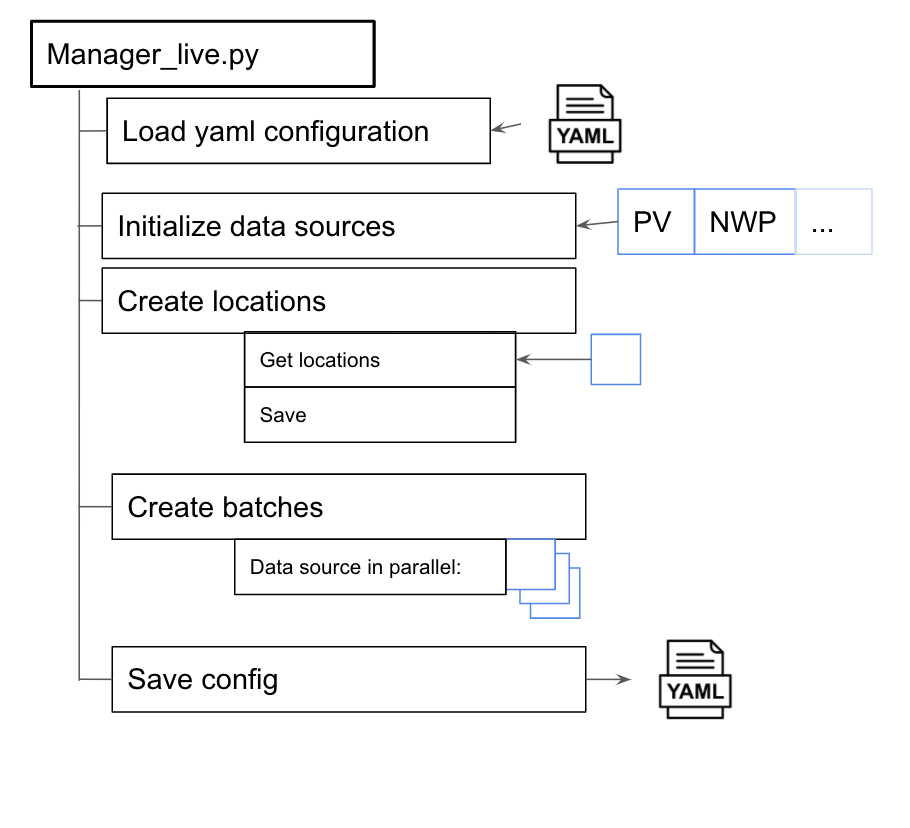 Manager_live.py
Load yaml configuration
YAML
Initialize data sources
PV
NWP
...
Create locations
Get locations
Save
Create batches
Data source in parallel:
Save config
YAML